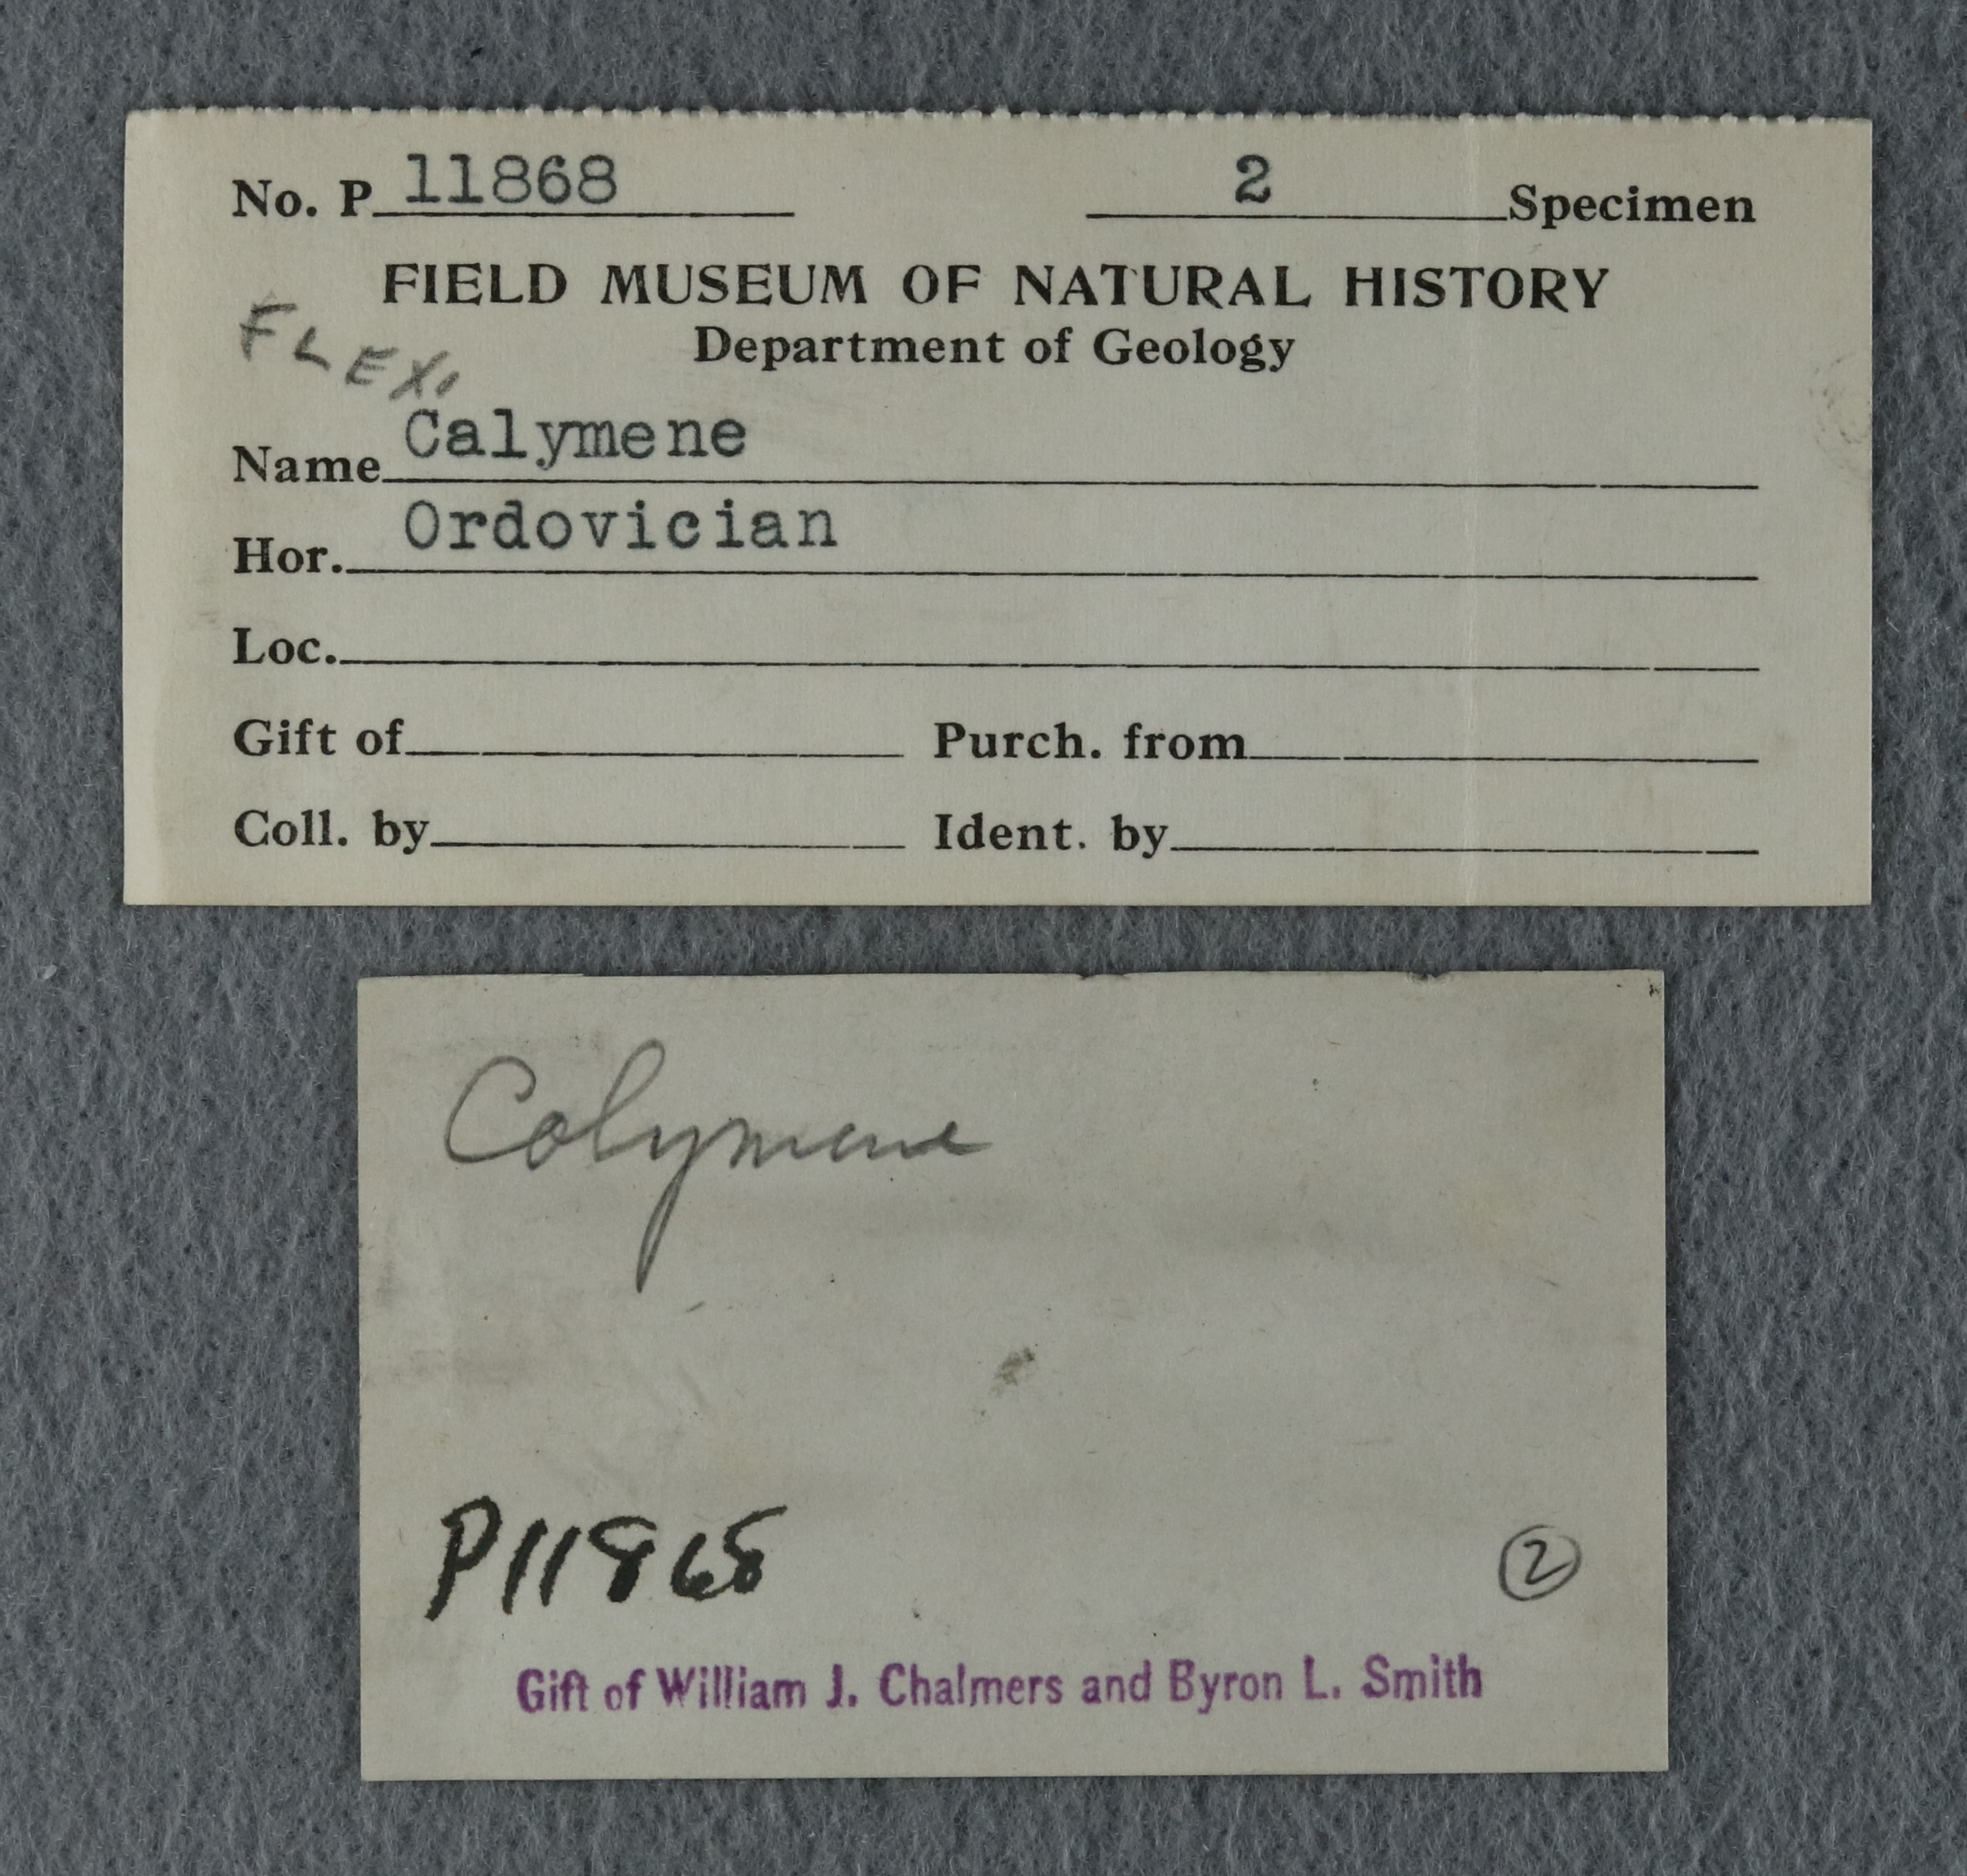 No. P 11868 2 Specimen
FIELD MUSEUM OF NATURAL HISTORY
Department of Geology
FLEXI
Name Calymene
Hor. Ordovician
Loc.
Gift of Purch. from
Coll. by Ident. by
Calymene
P11868 2
Gift of William J. Chalmers and Byron L. Smith